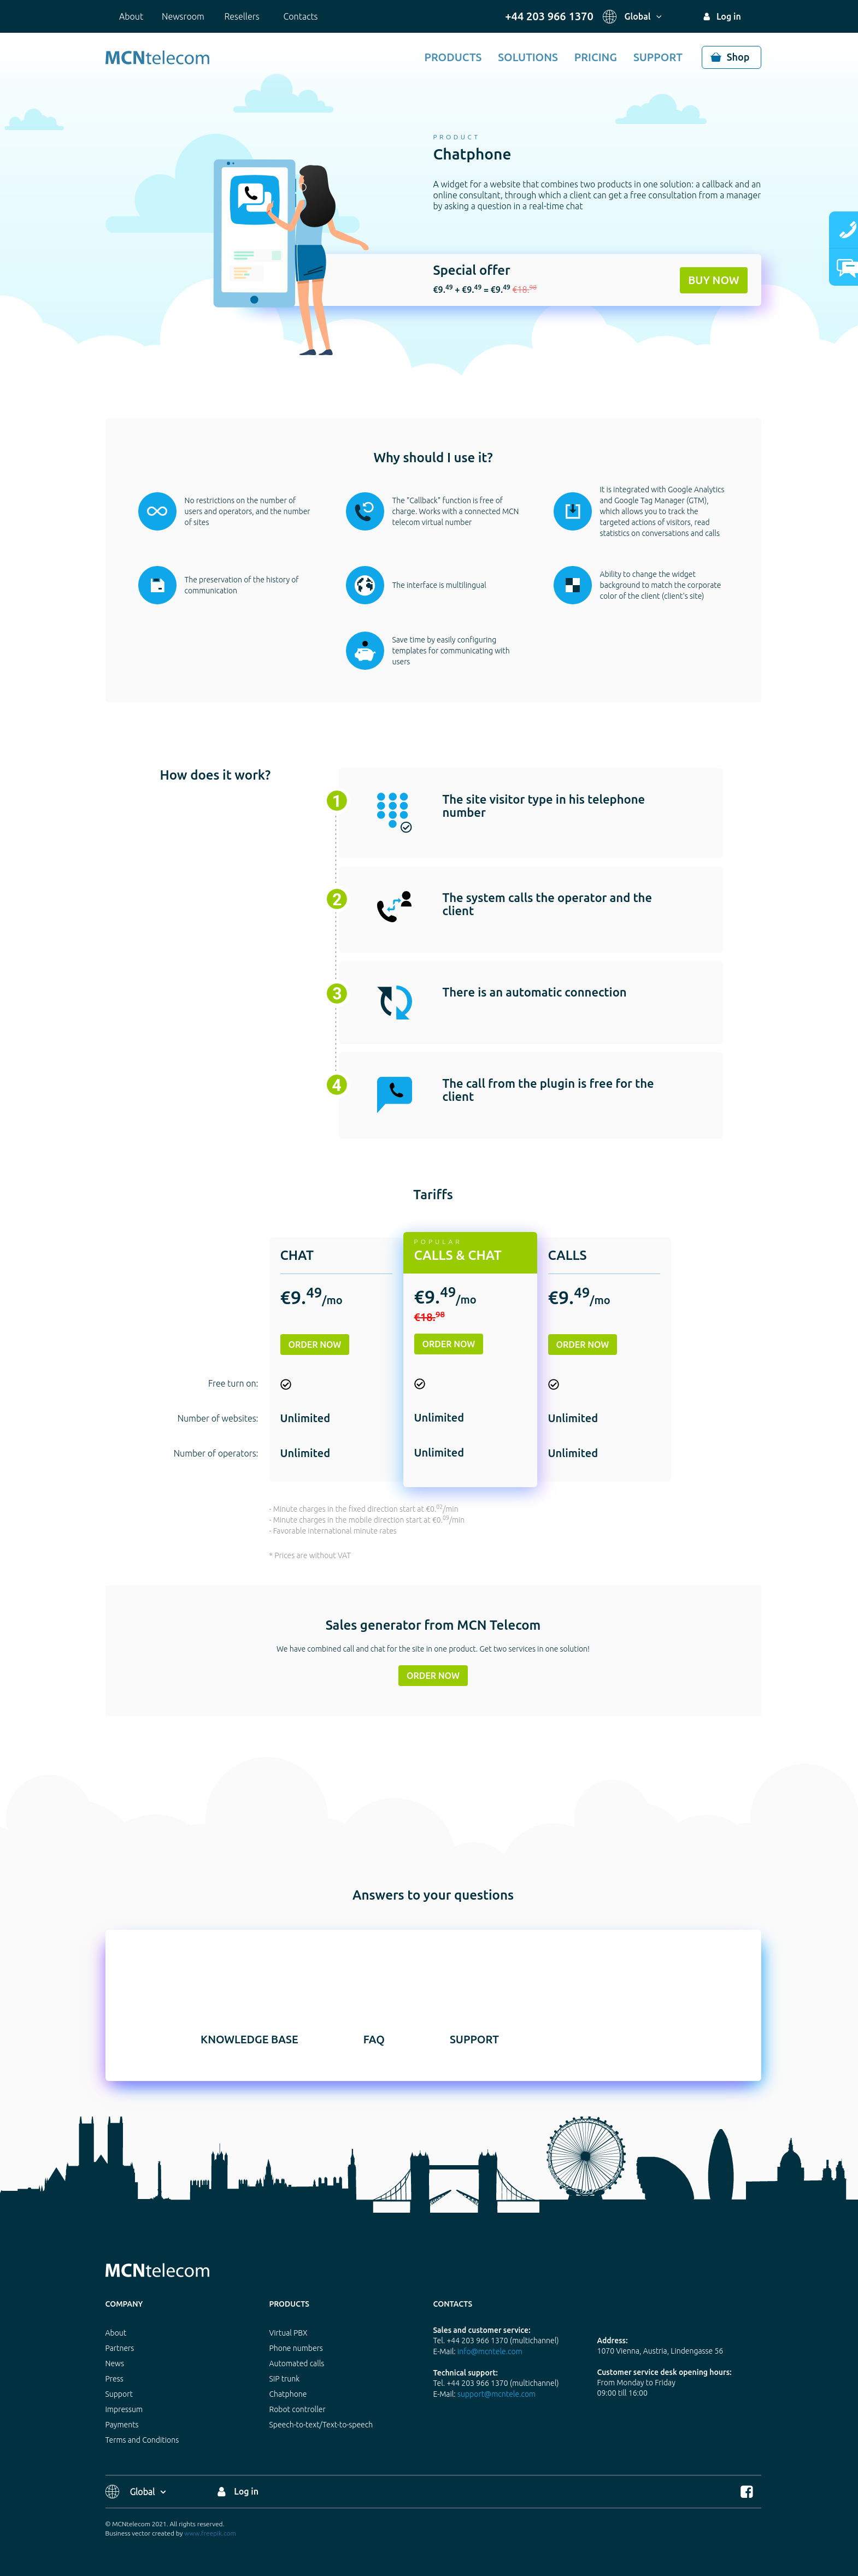 About Newsroom Resellers Contacts +44 203 966 1370 Global Log in
MCNtelecom PRODUCTS SOLUTIONS PRICING SUPPORT Shop
PRODUCT
Chatphone
A widget for a website that combines two products in one solution: a callback and an
online consultant, through which a client can get a free consultation from a manager
by asking a question in a real-time chat
Special offer
€9.49 + €9.49 = €9.49 €18.98
BUY NOW
Why should I use it?
No restrictions on the number of
users and operators, and the number
of sites
The "Callback" function is free of
charge. Works with a connected MCN
telecom virtual number
It is integrated with Google Analytics
and Google Tag Manager (GTM),
which allows you to track the
targeted actions of visitors, read
statistics on conversations and calls
The preservation of the history of
communication
The interface is multilingual
Ability to change the widget
background to match the corporate
color of the client (client's site)
Save time by easily configuring
templates for communicating with
users
How does it work?
1
The site visitor type in his telephone
number
2
The system calls the operator and the
client
3
There is an automatic connection
4
The call from the plugin is free for the
client
Tariffs
CHAT
€9.49/mo
ORDER NOW
POPULAR
CALLS & CHAT
€9.49/mo
€18.98
ORDER NOW
CALLS
€9.49/mo
ORDER NOW
Free turn on:
Number of websites: Unlimited Unlimited Unlimited
Number of operators: Unlimited Unlimited Unlimited
- Minute charges in the fixed direction start at €0.02/min
- Minute charges in the mobile direction start at €0.09/min
- Favorable international minute rates
* Prices are without VAT
Sales generator from MCN Telecom
We have combined call and chat for the site in one product. Get two services in one solution!
ORDER NOW
Answers to your questions
KNOWLEDGE BASE FAQ SUPPORT
MCNtelecom
COMPANY
About
Partners
News
Press
Support
Impressum
Payments
Terms and Conditions
PRODUCTS
Virtual PBX
Phone numbers
Automated calls
SIP trunk
Chatphone
Robot controller
Speech-to-text/Text-to-speech
CONTACTS
Sales and customer service:
Tel. +44 203 966 1370 (multichannel)
E-Mail: info@mcntele.com
Technical support:
Tel. +44 203 966 1370 (multichannel)
E-Mail: support@mcntele.com
Address:
1070 Vienna, Austria, Lindengasse 56
Customer service desk opening hours:
From Monday to Friday
09:00 till 16:00
Global Log in
© MCNtelecom 2021. All rights reserved.
Business vector created by www.freepik.com